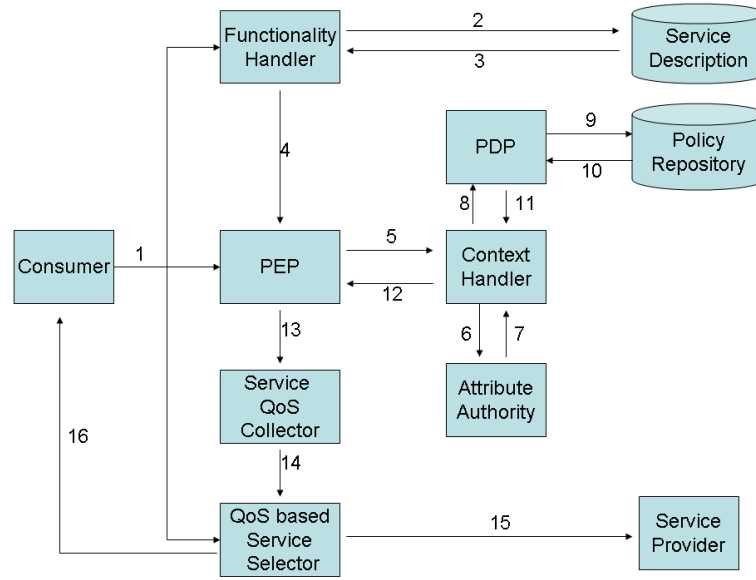 2
Functionality
Handler
3
Service
Description
4
PDP
9
10
Policy
Repository
8
11
Consumer
1
PEP
5
12
Context
Handler
13
6
7
Service
QoS
Collector
Attribute
Authority
16
14
QoS based
Service
Selector
15
Service
Provider